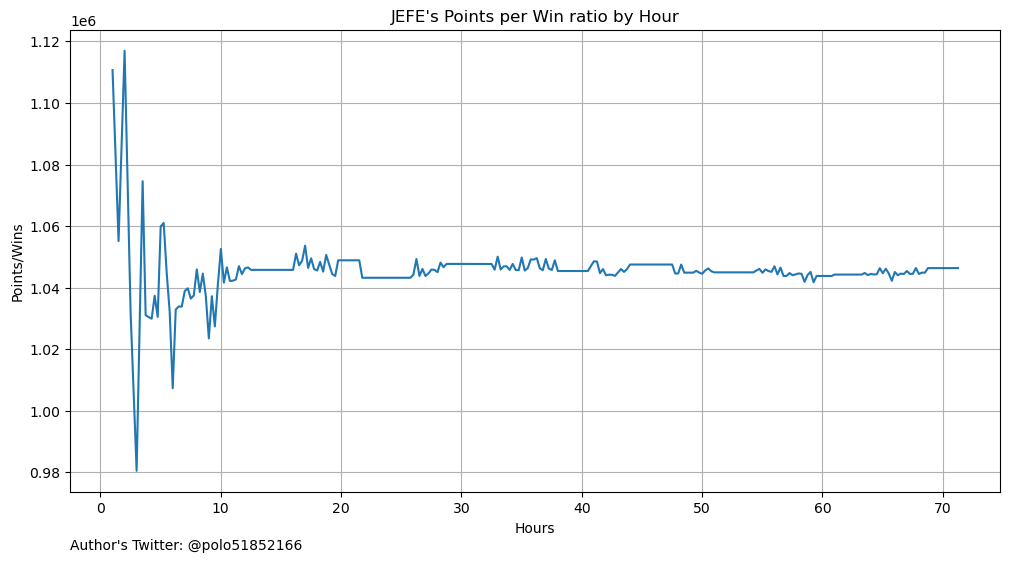 JEFE's Points per Win ratio by Hour
1e6
1.12
1.10
1.08
1.06
1.04
1.02
1.00
0.98
Points/Wins
0 10 20 30 40 50 60 70
Hours
Author's Twitter: @polo51852166